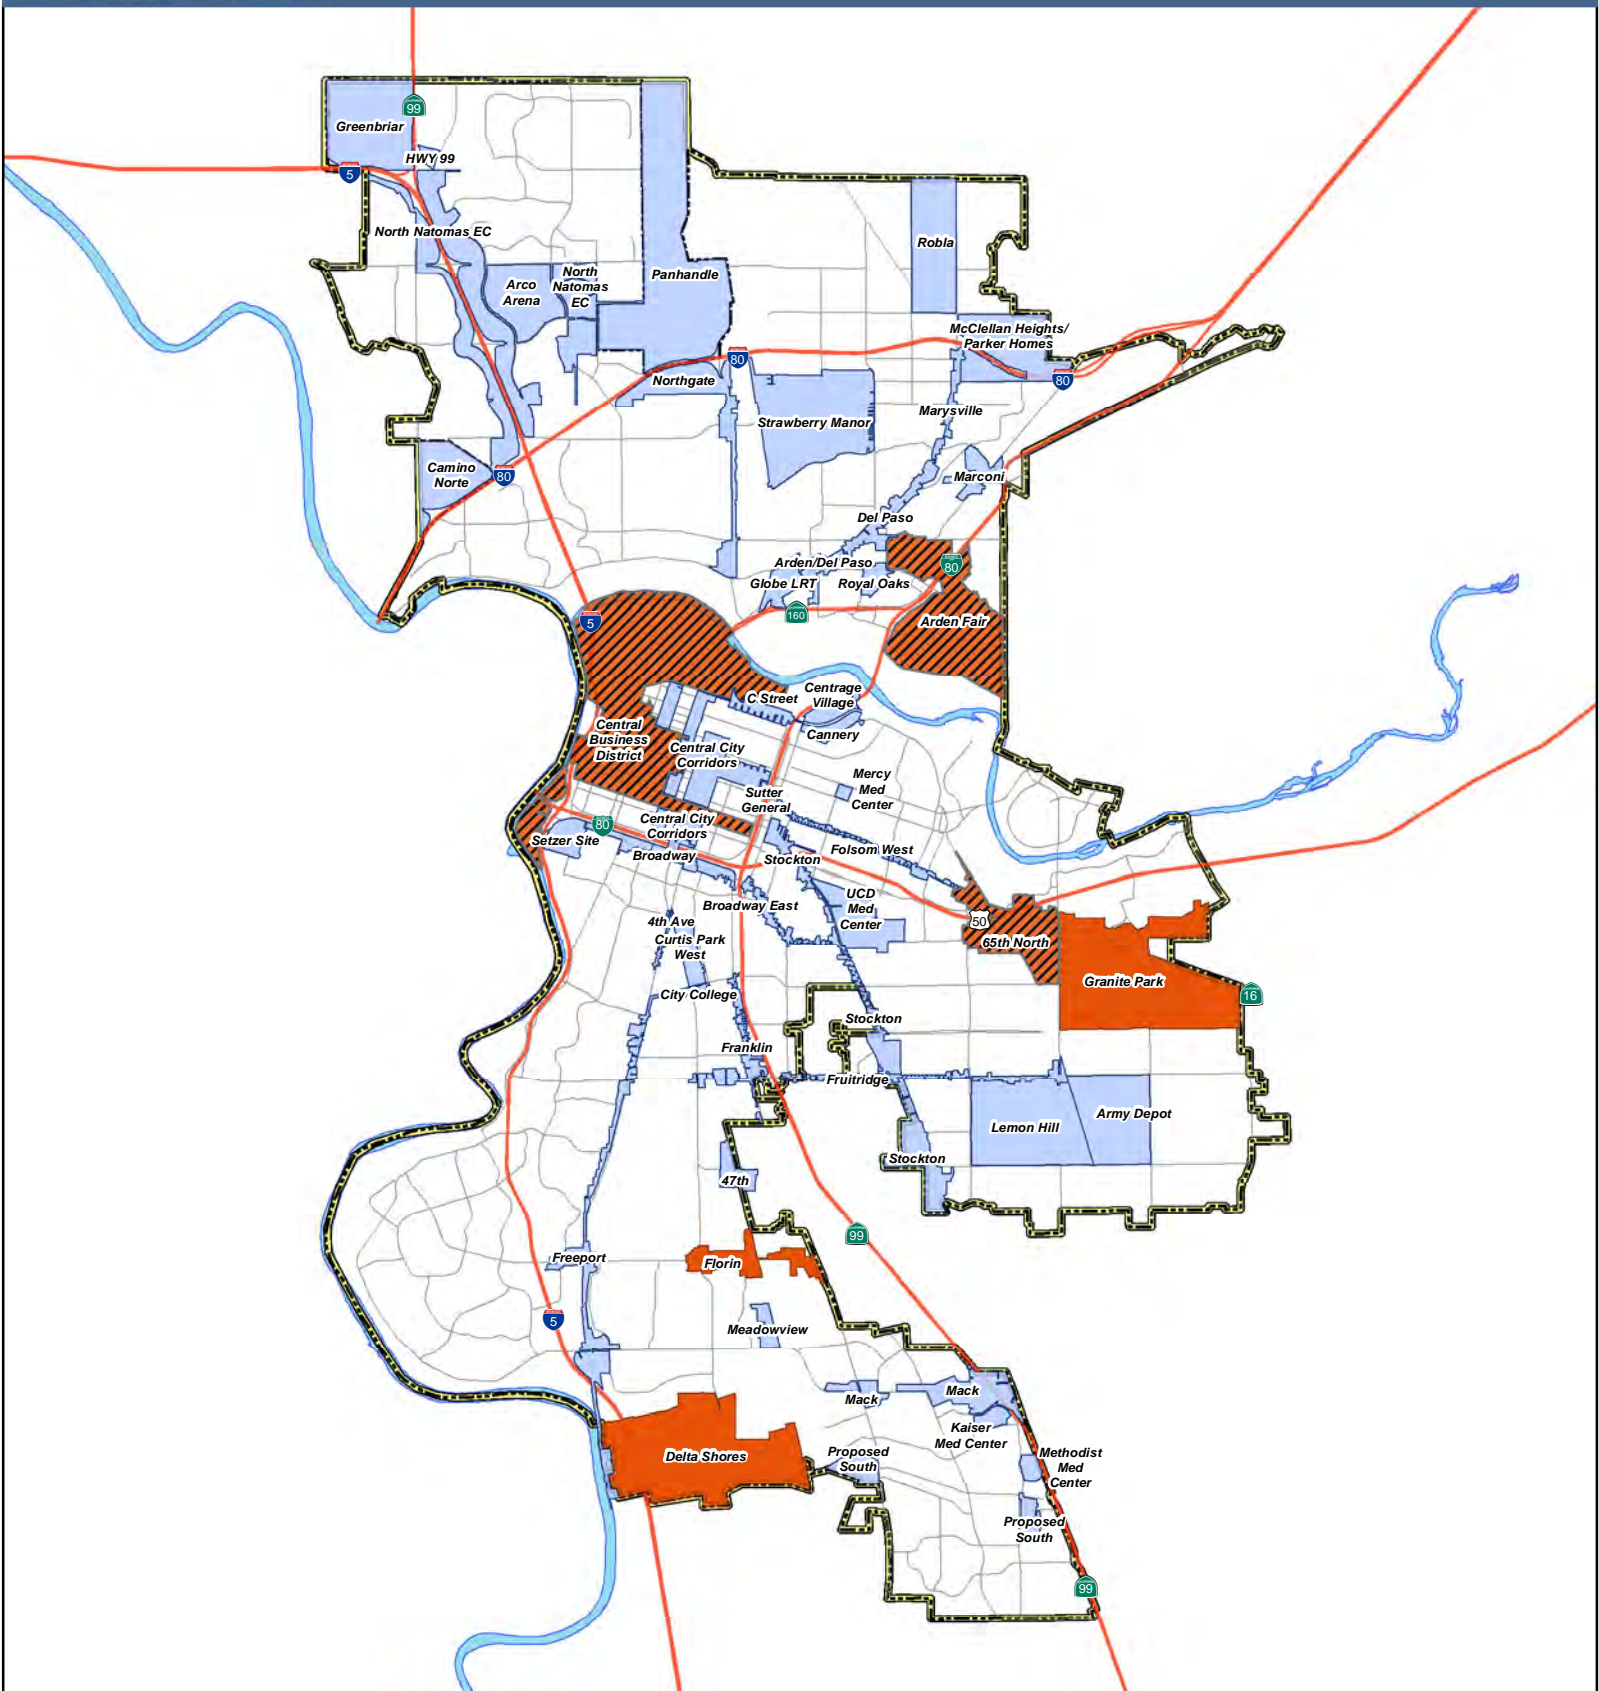 99
Greenbriar
HWY 99
5
North Natomas EC
Robla
Arco
Arena
North
Natomas
EC
Panhandle
McClellan Heights/
Parker Homes
80
Northgate
80
Strawberry Manor
Marysville
Camino
Norte
80
Marconi
Del Paso
Arden/Del Paso
80
Globe LRT
Royal Oaks
160
5
Arden Fair
C Street
Centrage
Village
Cannery
Central
Business
District
Central City
Corridors
Mercy
Med
Center
Sutter
General
Central City
Corridors
80
Setzer Site
Broadway
Stockton
Folsom West
UCD
Med
Center
Broadway East
4th Ave
Curtis Park
West
50
65th North
Granite Park
City College
16
Stockton
Franklin
Fruitridge
Lemon Hill
Army Depot
Stockton
47th
99
Freeport
Florin
5
Meadowview
Mack
Mack
Kaiser
Med Center
Delta Shores
Proposed
South
Methodist
Med
Center
Proposed
South
99